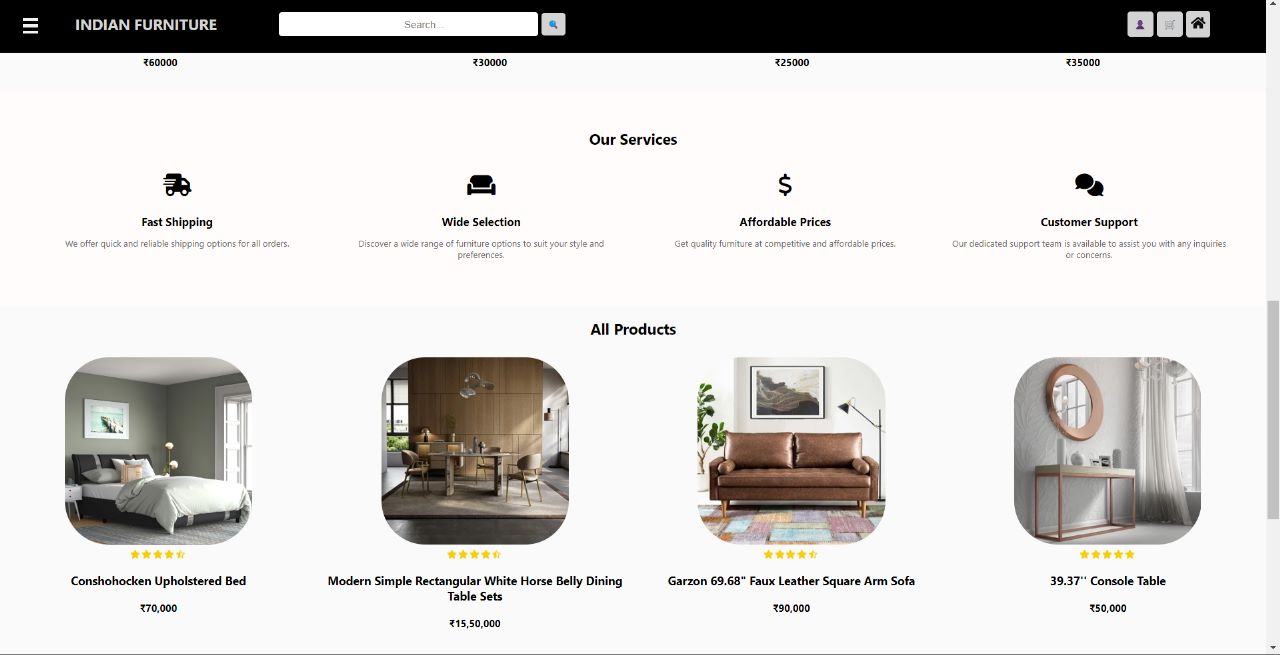 INDIAN FURNITURE
Search...
₹60000
₹30000
₹25000
₹35000
Our Services
Fast Shipping
We offer quick and reliable shipping options for all orders.
Wide Selection
Discover a wide range of furniture options to suit your style and
preferences.
Affordable Prices
Get quality furniture at competitive and affordable prices.
Customer Support
Our dedicated support team is available to assist you with any inquiries
or concerns.
All Products
Conshohocken Upholstered Bed
₹70,000
Modern Simple Rectangular White Horse Belly Dining
Table Sets
₹15,50,000
Garzon 69.68" Faux Leather Square Arm Sofa
₹90,000
39.37'' Console Table
₹50,000